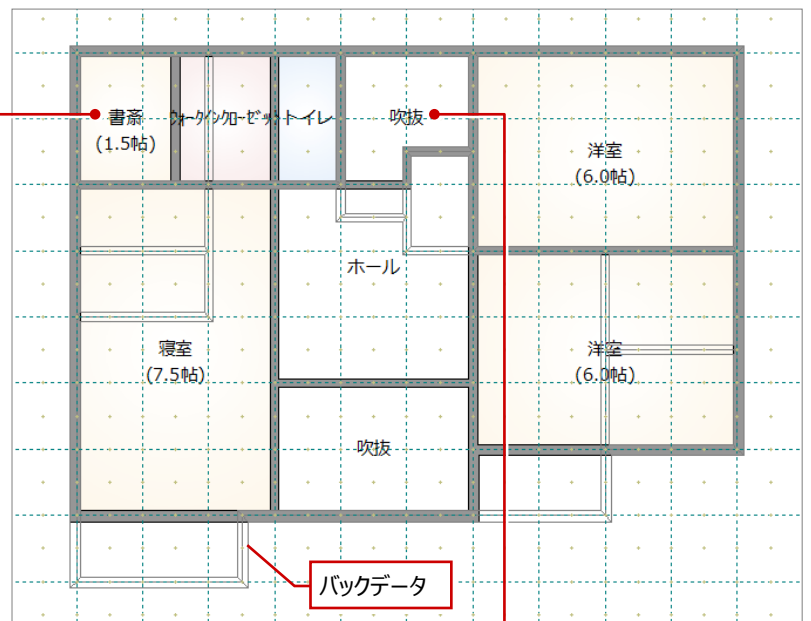 書斎
(1.5帖)
ウォークインクローゼット
トイレ
吹抜
洋室
(6.0帖)
ホール
寝室
(7.5帖)
洋室
(6.0帖)
吹抜
バックデータ